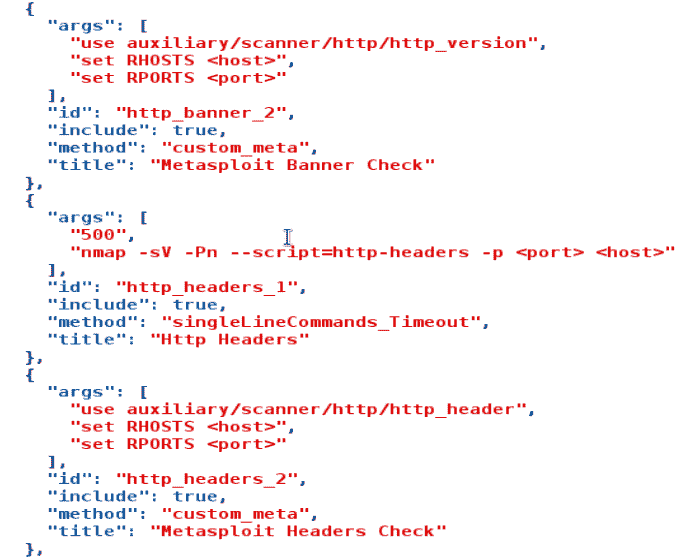 {
"args": [
"use auxiliary/scanner/http/http_version",
"set RHOSTS <host>",
"set RPORTS <port>"
],
"id": "http_banner_2",
"include": true,
"method": "custom_meta",
"title": "Metasploit Banner Check"
},
{
"args": [
"500",
"nmap -sV -Pn --script=http-headers -p <port> <host>"
],
"id": "http_headers_1",
"include": true,
"method": "singleLineCommands_Timeout",
"title": "Http Headers"
},
{
"args": [
"use auxiliary/scanner/http/http_header",
"set RHOSTS <host>",
"set RPORTS <port>"
],
"id": "http_headers_2",
"include": true,
"method": "custom_meta",
"title": "Metasploit Headers Check"
},